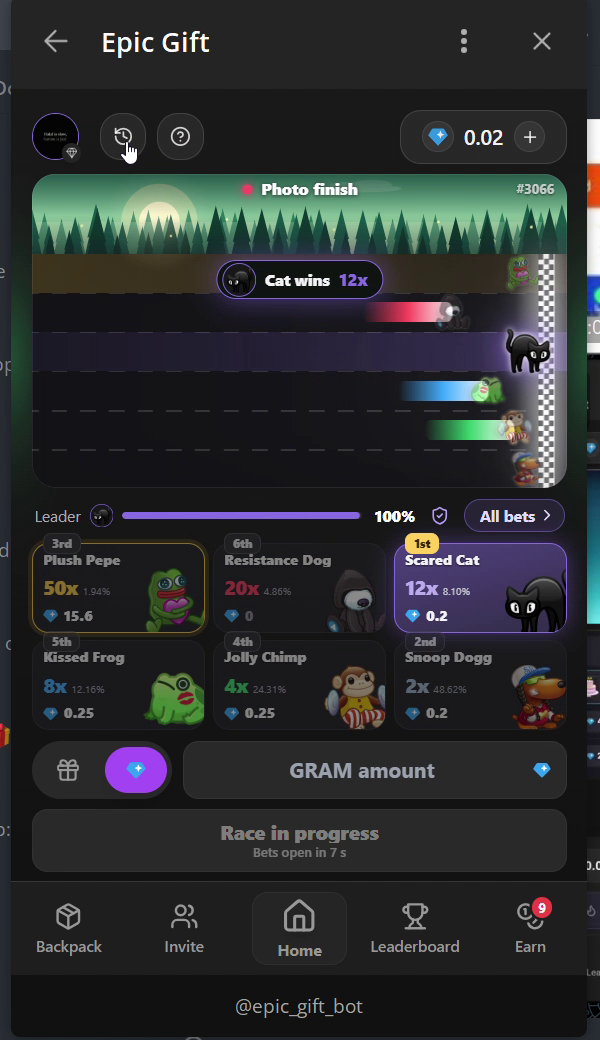 Epic Gift
0.02
Photo finish
#3066
Cat wins 12x
Leader 100% All bets
3rd
Plush Pepe
50x 1.94%
15.6
6th
Resistance Dog
20x 4.86%
0
1st
Scared Cat
12x 8.10%
0.2
5th
Kissed Frog
8x 12.16%
0.25
4th
Jolly Chimp
4x 24.31%
0.25
2nd
Snoop Dogg
2x 48.62%
0.2
GRAM amount
Race in progress
Bets open in 7 s
9
Backpack Invite Home Leaderboard Earn
@epic_gift_bot